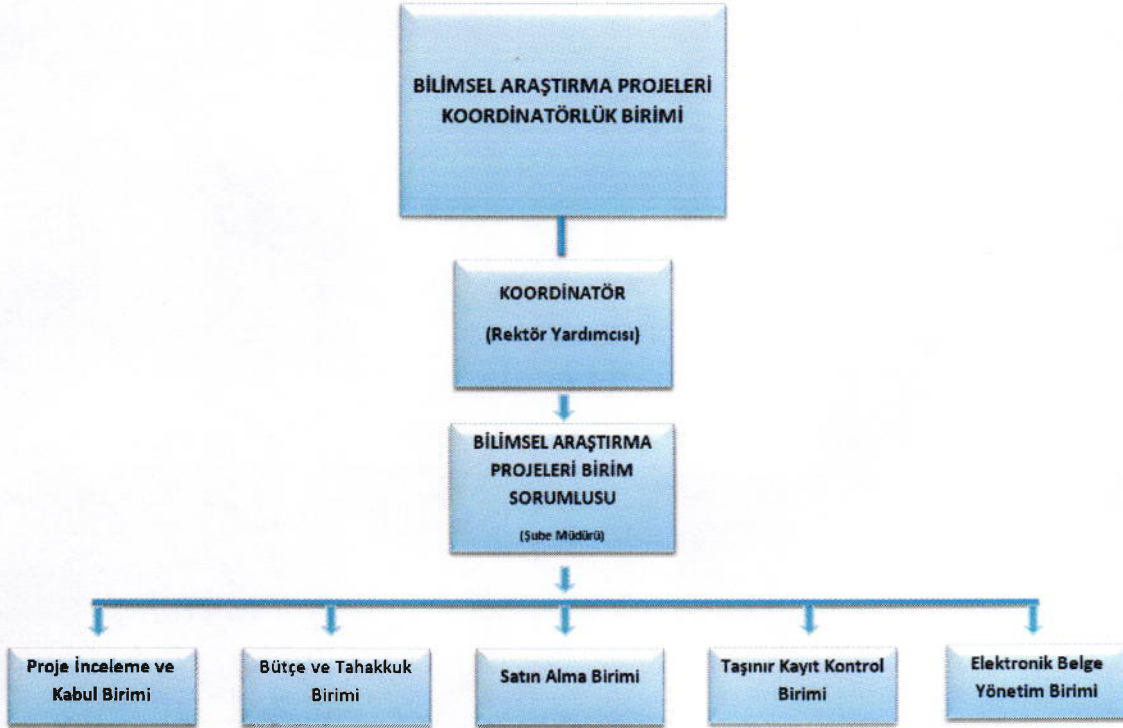 BİLİMSEL ARAŞTIRMA PROJELERİ
KOORDİNATÖRLÜK BİRİMİ
KOORDİNATÖR
(Rektör Yardımcısı)
BİLİMSEL ARAŞTIRMA
PROJELERİ BİRİM
SORUMLUSU
(Şube Müdürü)
Proje İnceleme ve
Kabul Birimi
Bütçe ve Tahakkuk
Birimi
Satın Alma Birimi
Taşınır Kayıt Kontrol
Birimi
Elektronik Belge
Yönetim Birimi